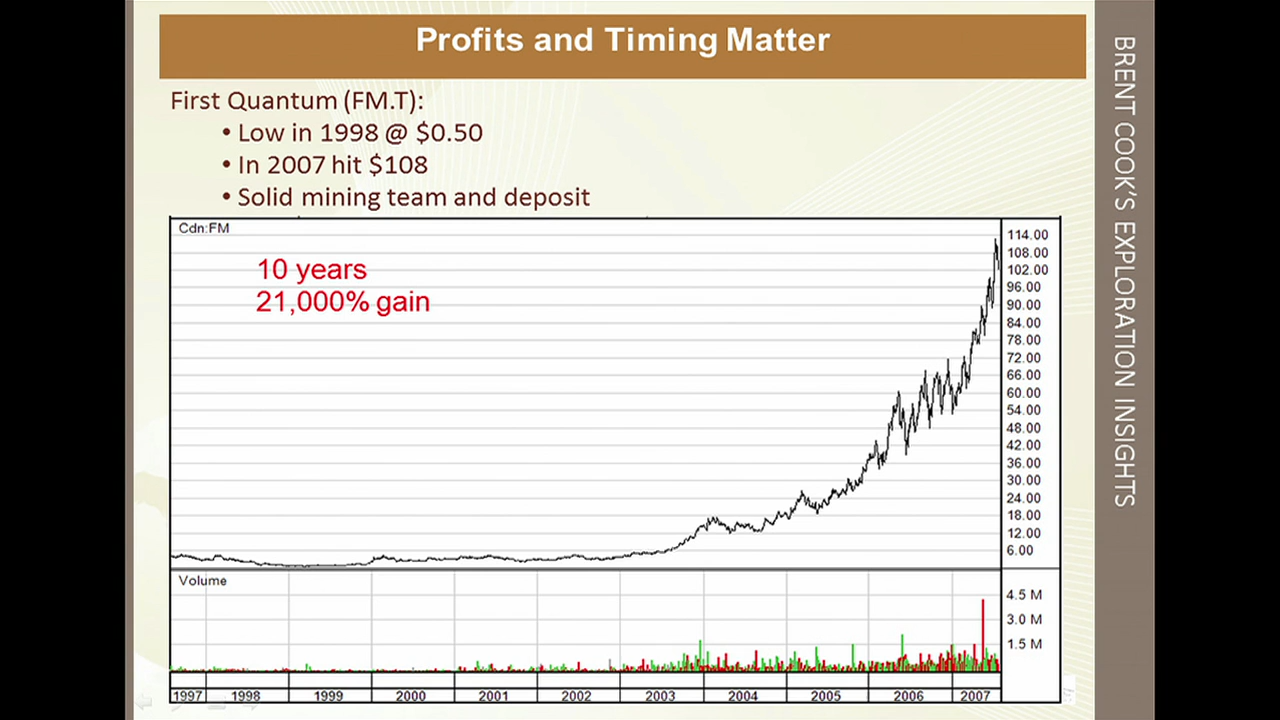 Profits and Timing Matter
First Quantum (FM.T):
• Low in 1998 @ $0.50
• In 2007 hit $108
• Solid mining team and deposit
Cdn:FM
10 years
21,000% gain
114.00
108.00
102.00
96.00
90.00
84.00
78.00
72.00
66.00
60.00
54.00
48.00
42.00
36.00
30.00
24.00
18.00
12.00
6.00
Volume
4.5 M
3.0 M
1.5 M
1997 1998 1999 2000 2001 2002 2003 2004 2005 2006 2007
BRENT COOK'S EXPLORATION INSIGHTS